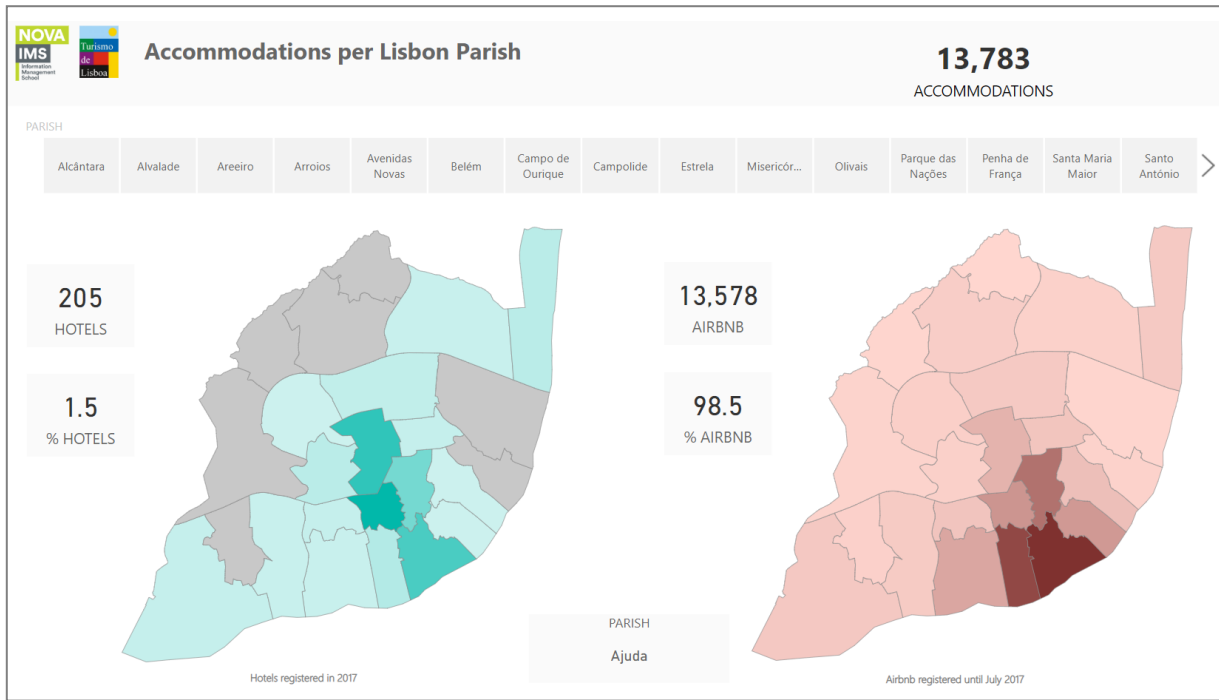 NOVA
IMS
Information
Management
School
Turismo
de
Lisboa
Accommodations per Lisbon Parish
13,783
ACCOMMODATIONS
PARISH
Alcântara
Alvalade
Areeiro
Arroios
Avenidas
Novas
Belém
Campo de
Ourique
Campolide
Estrela
Misericór...
Olivais
Parque das
Nações
Penha de
França
Santa Maria
Maior
Santo
António
205
HOTELS
1.5
% HOTELS
13,578
AIRBNB
98.5
% AIRBNB
PARISH
Ajuda
Hotels registered in 2017
Airbnb registered until July 2017